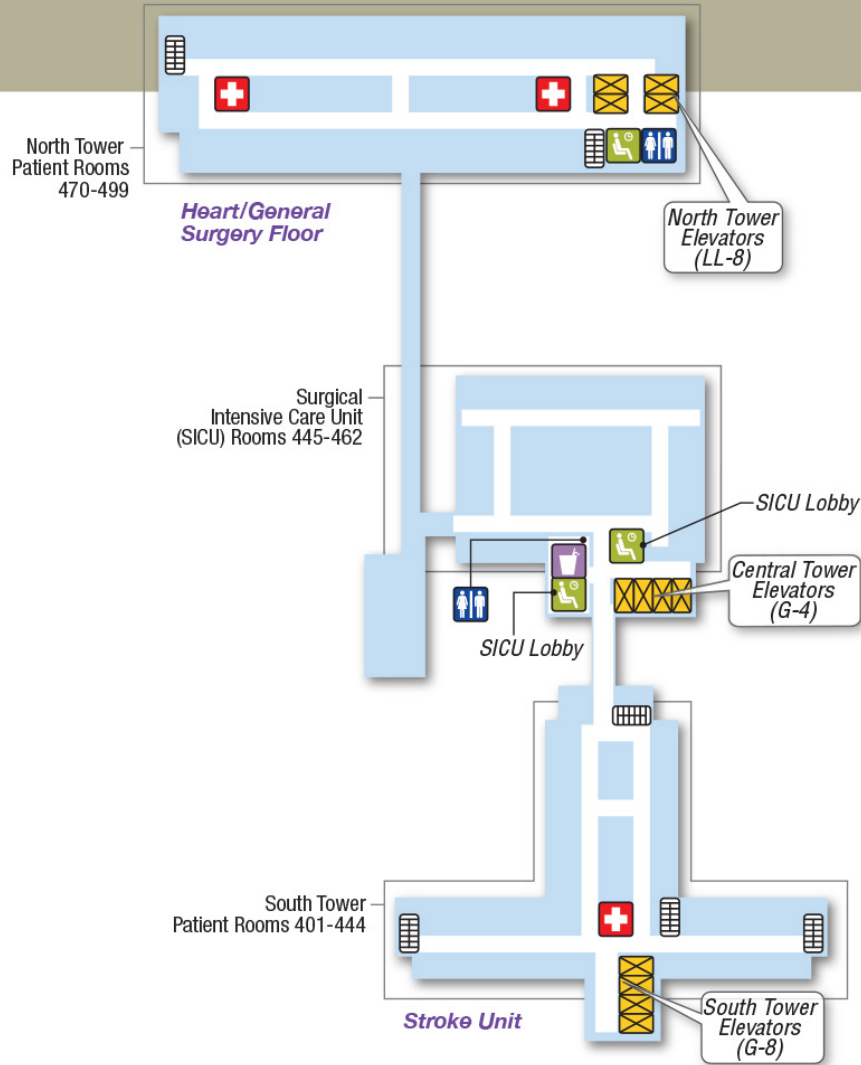 North Tower
Patient Rooms
470-499
Heart/General
Surgery Floor
North Tower
Elevators
(LL-8)
Surgical
Intensive Care Unit
(SICU) Rooms 445-462
SICU Lobby
Central Tower
Elevators
(G-4)
SICU Lobby
South Tower
Patient Rooms 401-444
Stroke Unit
South Tower
Elevators
(G-8)